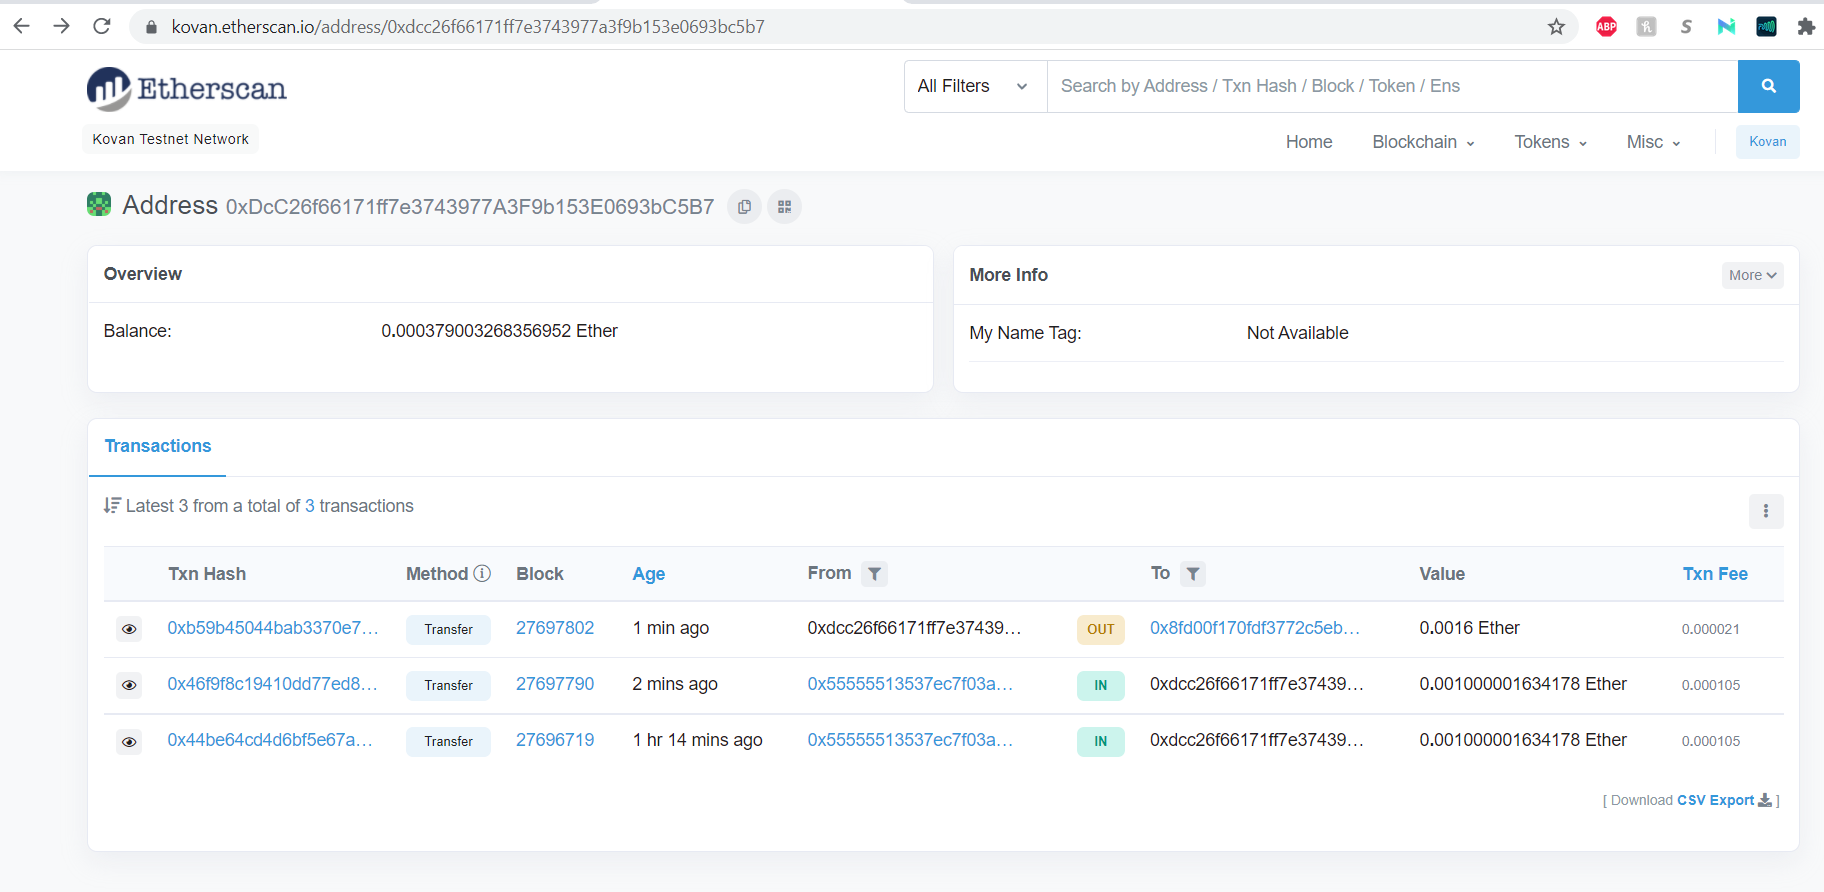 kovan.etherscan.io/address/0xdcc26f66171ff7e3743977a3f9b153e0693bc5b7
ABP
S
Etherscan
All Filters
Search by Address / Txn Hash / Block / Token / Ens
Kovan Testnet Network
Home Blockchain Tokens Misc Kovan
Address 0xDcC26f66171ff7e3743977A3F9b153E0693bC5B7
Overview
Balance: 0.000379003268356952 Ether
More Info More
My Name Tag: Not Available
Transactions
Latest 3 from a total of 3 transactions
Txn Hash Method Block Age From To Value Txn Fee
0xb59b45044bab3370e7... Transfer 27697802 1 min ago 0xdcc26f66171ff7e37439... OUT 0x8fd00f170fdf3772c5eb... 0.0016 Ether 0.000021
0x46f9f8c19410dd77ed8... Transfer 27697790 2 mins ago 0x55555513537ec7f03a... IN 0xdcc26f66171ff7e37439... 0.001000001634178 Ether 0.000105
0x44be64cd4d6bf5e67a... Transfer 27696719 1 hr 14 mins ago 0x55555513537ec7f03a... IN 0xdcc26f66171ff7e37439... 0.001000001634178 Ether 0.000105
[ Download CSV Export ]